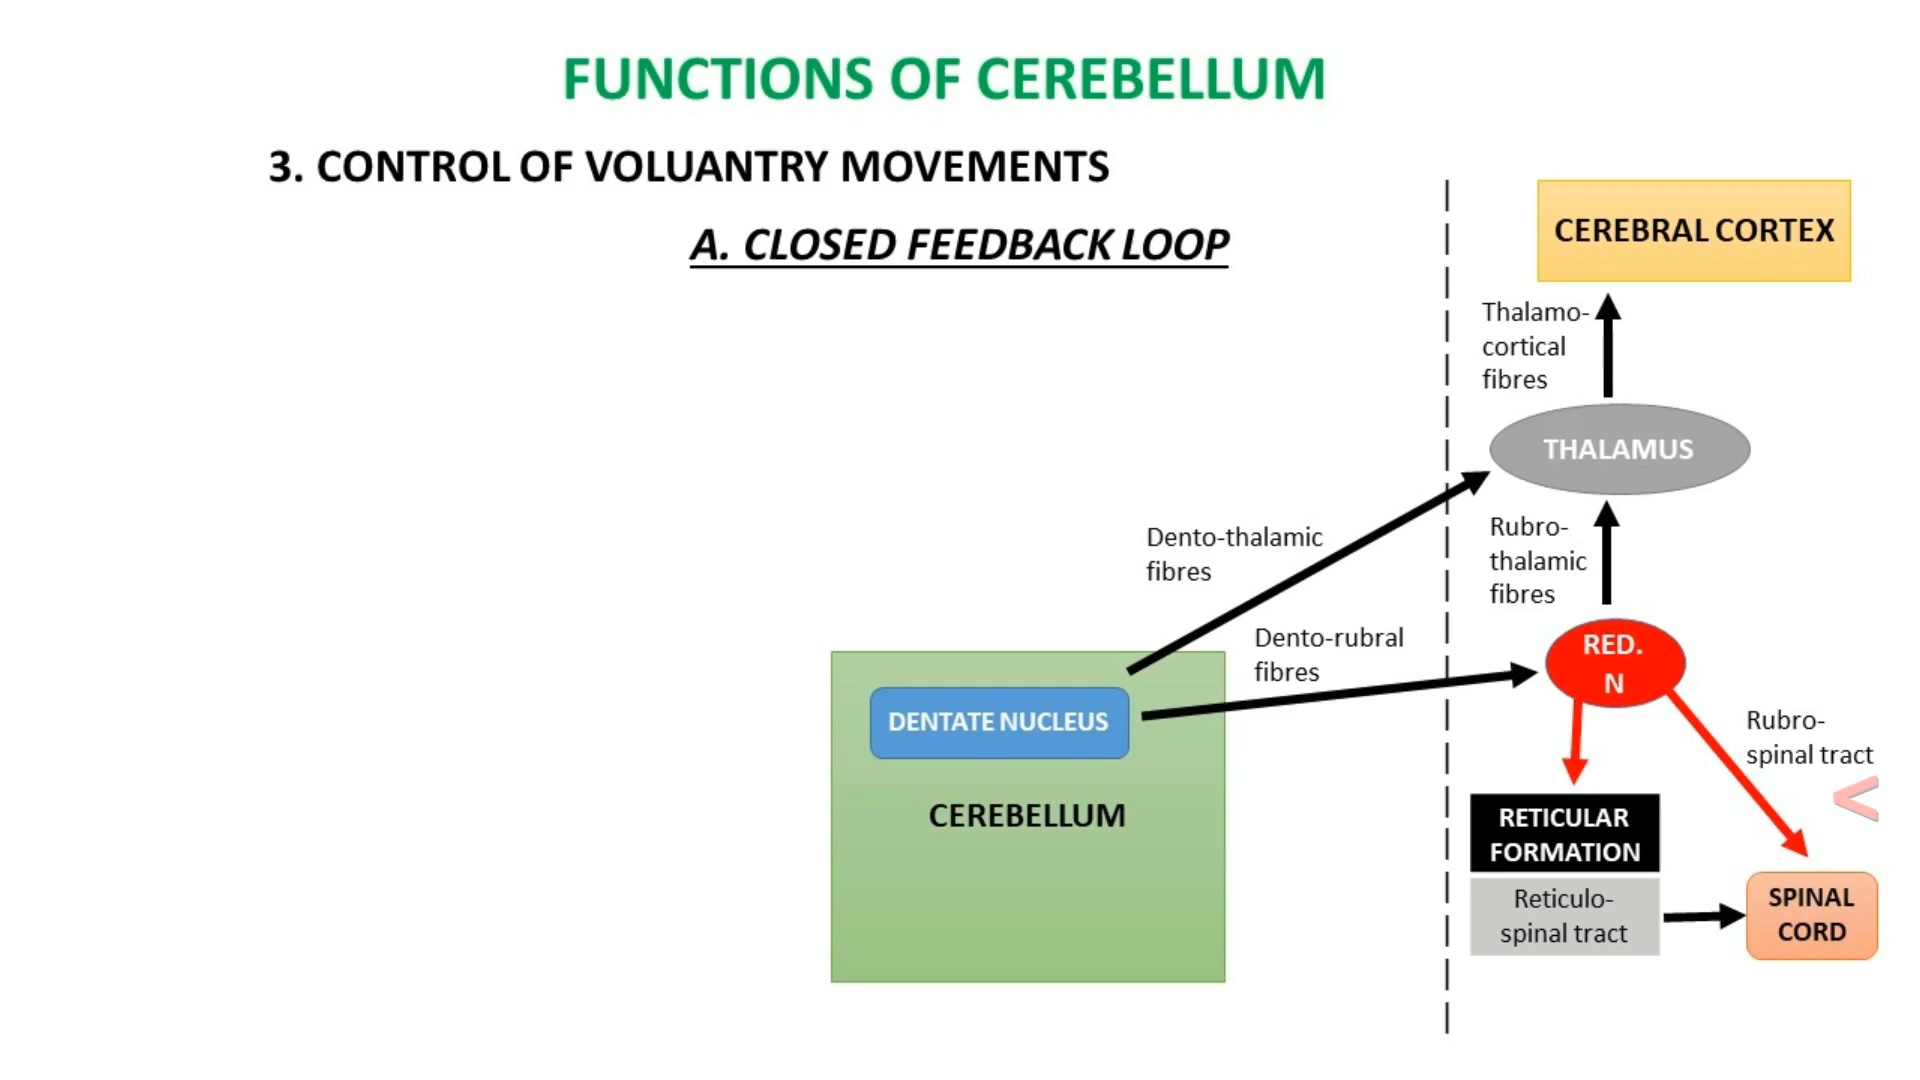 FUNCTIONS OF CEREBELLUM
3. CONTROL OF VOLUANTRY MOVEMENTS
A. CLOSED FEEDBACK LOOP
CEREBRAL CORTEX
Thalamo-
cortical
fibres
THALAMUS
Dento-thalamic
fibres
Rubro-
thalamic
fibres
Dento-rubral
fibres
RED.
N
DENTATE NUCLEUS
CEREBELLUM
Rubro-
spinal tract
RETICULAR
FORMATION
Reticulo-
spinal tract
SPINAL
CORD